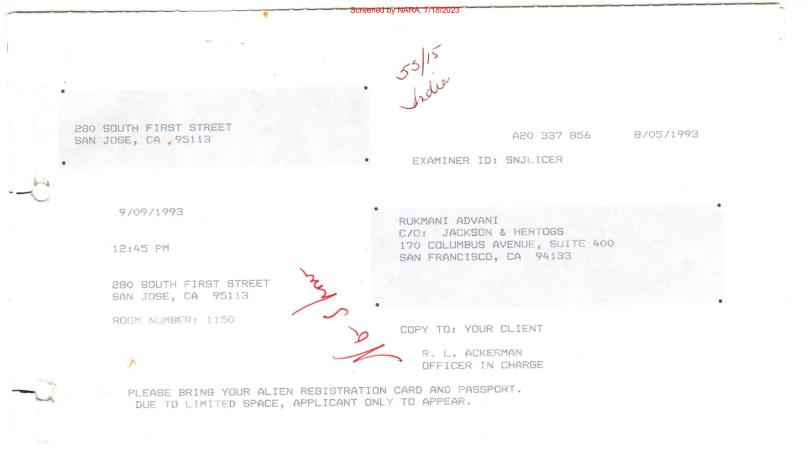 Screened by NARA, 7/18/2023
55/15
India
280 SOUTH FIRST STREET
SAN JOSE, CA 95113
A20 337 856 8/05/1993
EXAMINER ID: SNJLICER
9/09/1993
12:45 PM
280 SOUTH FIRST STREET
SAN JOSE, CA 95113
ROOM NUMBER: 1150
RUKMANI ADVANI
C/O: JACKSON & HERTOGS
170 COLUMBUS AVENUE, SUITE 400
SAN FRANCISCO, CA 94133
COPY TO: YOUR CLIENT
R. L. ACKERMAN
OFFICER IN CHARGE
PLEASE BRING YOUR ALIEN REGISTRATION CARD AND PASSPORT.
DUE TO LIMITED SPACE, APPLICANT ONLY TO APPEAR.